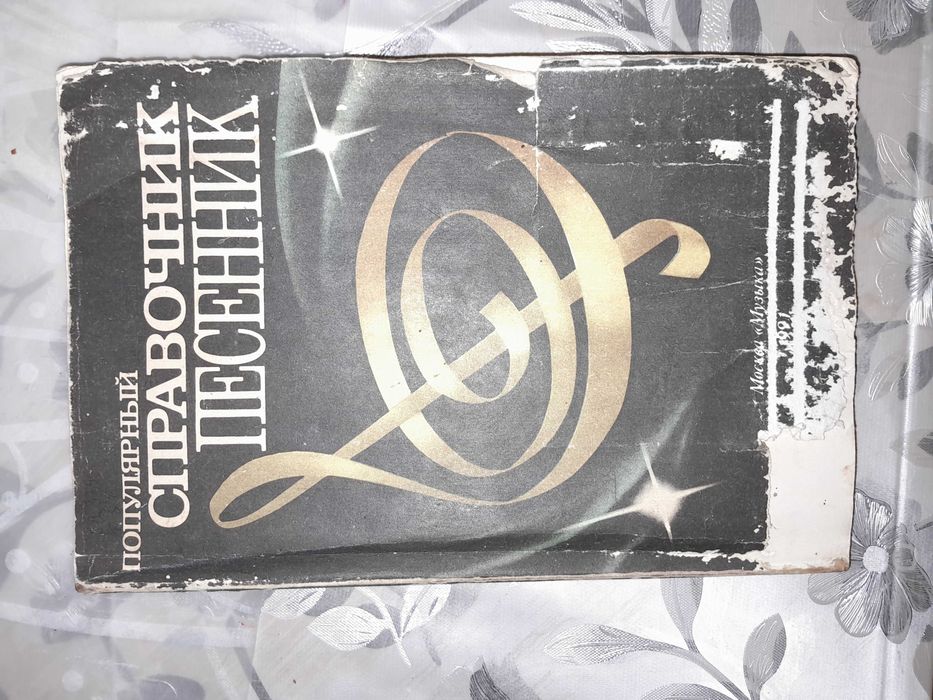 ПОПУЛЯРНЫЙ
СПРАВОЧНИК
ПЕСЕННИК
Москва «Музыка»
1991